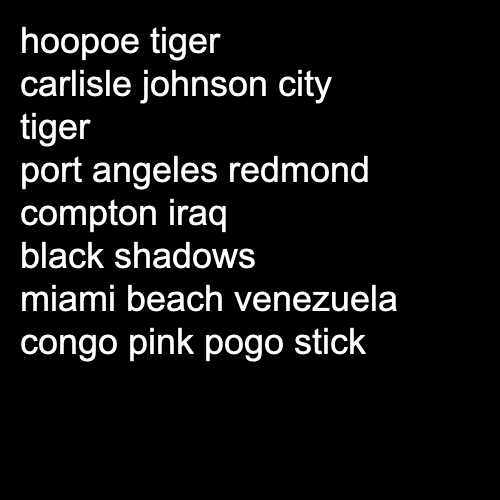 hoopoe tiger
carlisle johnson city
tiger
port angeles redmond
compton iraq
black shadows
miami beach venezuela
congo pink pogo stick